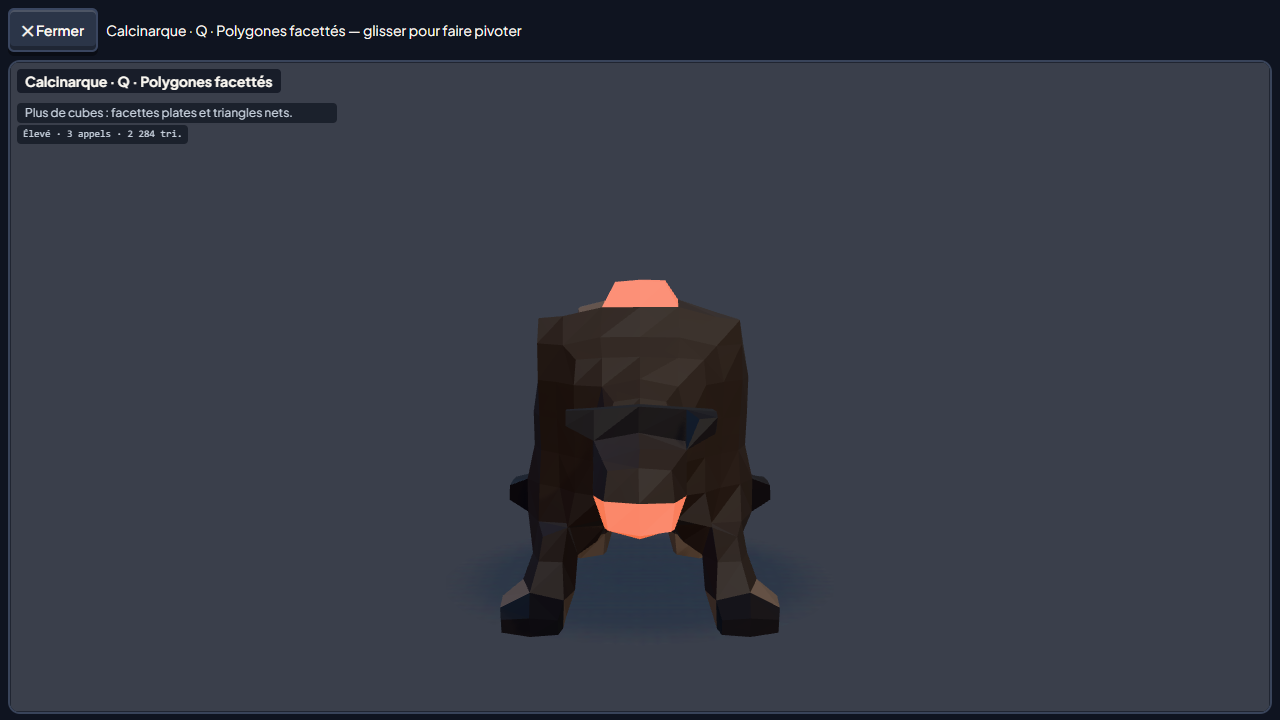 ✕ Fermer
Calcinarque · Q · Polygones facettés — glisser pour faire pivoter
Calcinarque · Q · Polygones facettés
Plus de cubes : facettes plates et triangles nets.
Élevé · 3 appels · 2 284 tri.